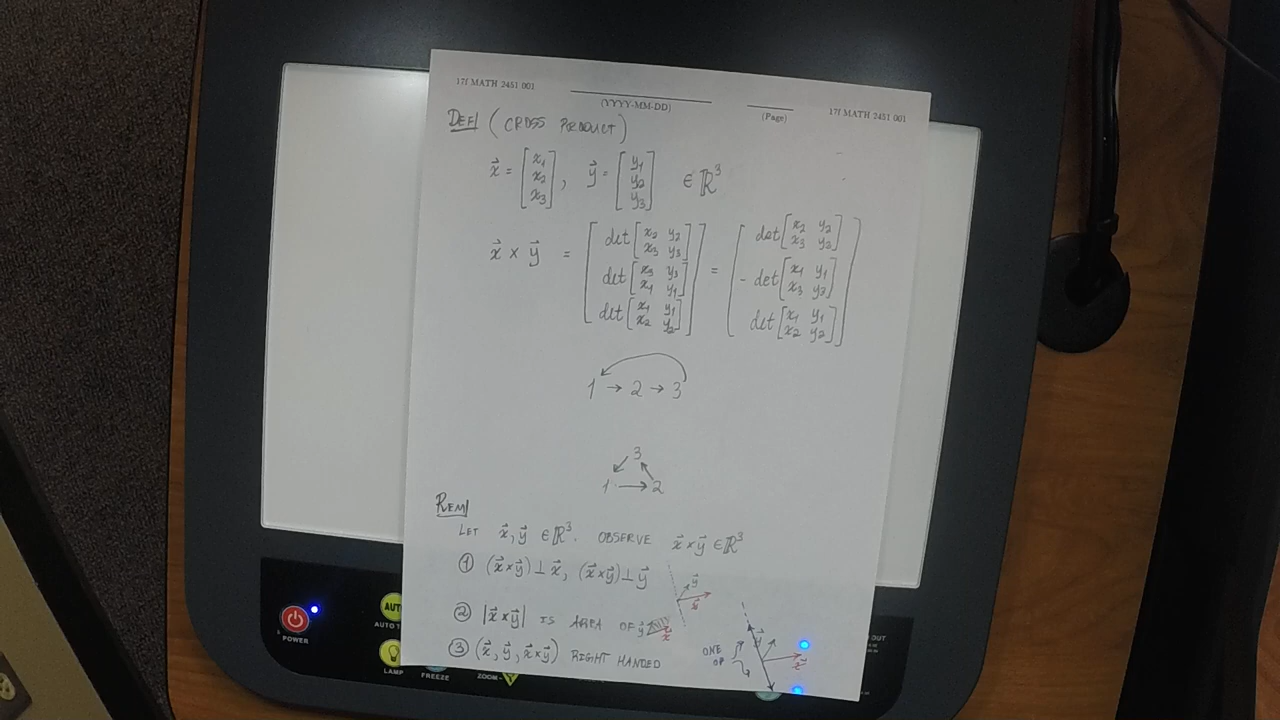 17f MATH 2451 001
(YYYY-MM-DD)
(Page)
17f MATH 2451 001
DEF (CROSS PRODUCT)
x⃗ = [x₁ x₂ x₃], y⃗ = [y₁ y₂ y₃] ∈ ℝ³
x⃗ × y⃗ = [det[x₂ y₂; x₃ y₃] det[x₃ y₃; x₁ y₁] det[x₁ y₁; x₂ y₂]] = [det[x₂ y₂; x₃ y₃] - det[x₁ y₁; x₃ y₃] det[x₁ y₁; x₂ y₂]]
1 → 2 → 3
3
1 → 2
REM
LET x⃗, y⃗ ∈ ℝ³. OBSERVE x⃗ × y⃗ ∈ ℝ³
① (x⃗×y⃗) ⊥ x⃗, (x⃗×y⃗) ⊥ y⃗
y⃗
x⃗
② |x⃗×y⃗| IS AREA OF y⃗ x⃗
③ (x⃗, y⃗, x⃗×y⃗) RIGHT HANDED
ONE OF
y⃗
x⃗
POWER
AUTO
LAMP
FREEZE
ZOOM-
OUT